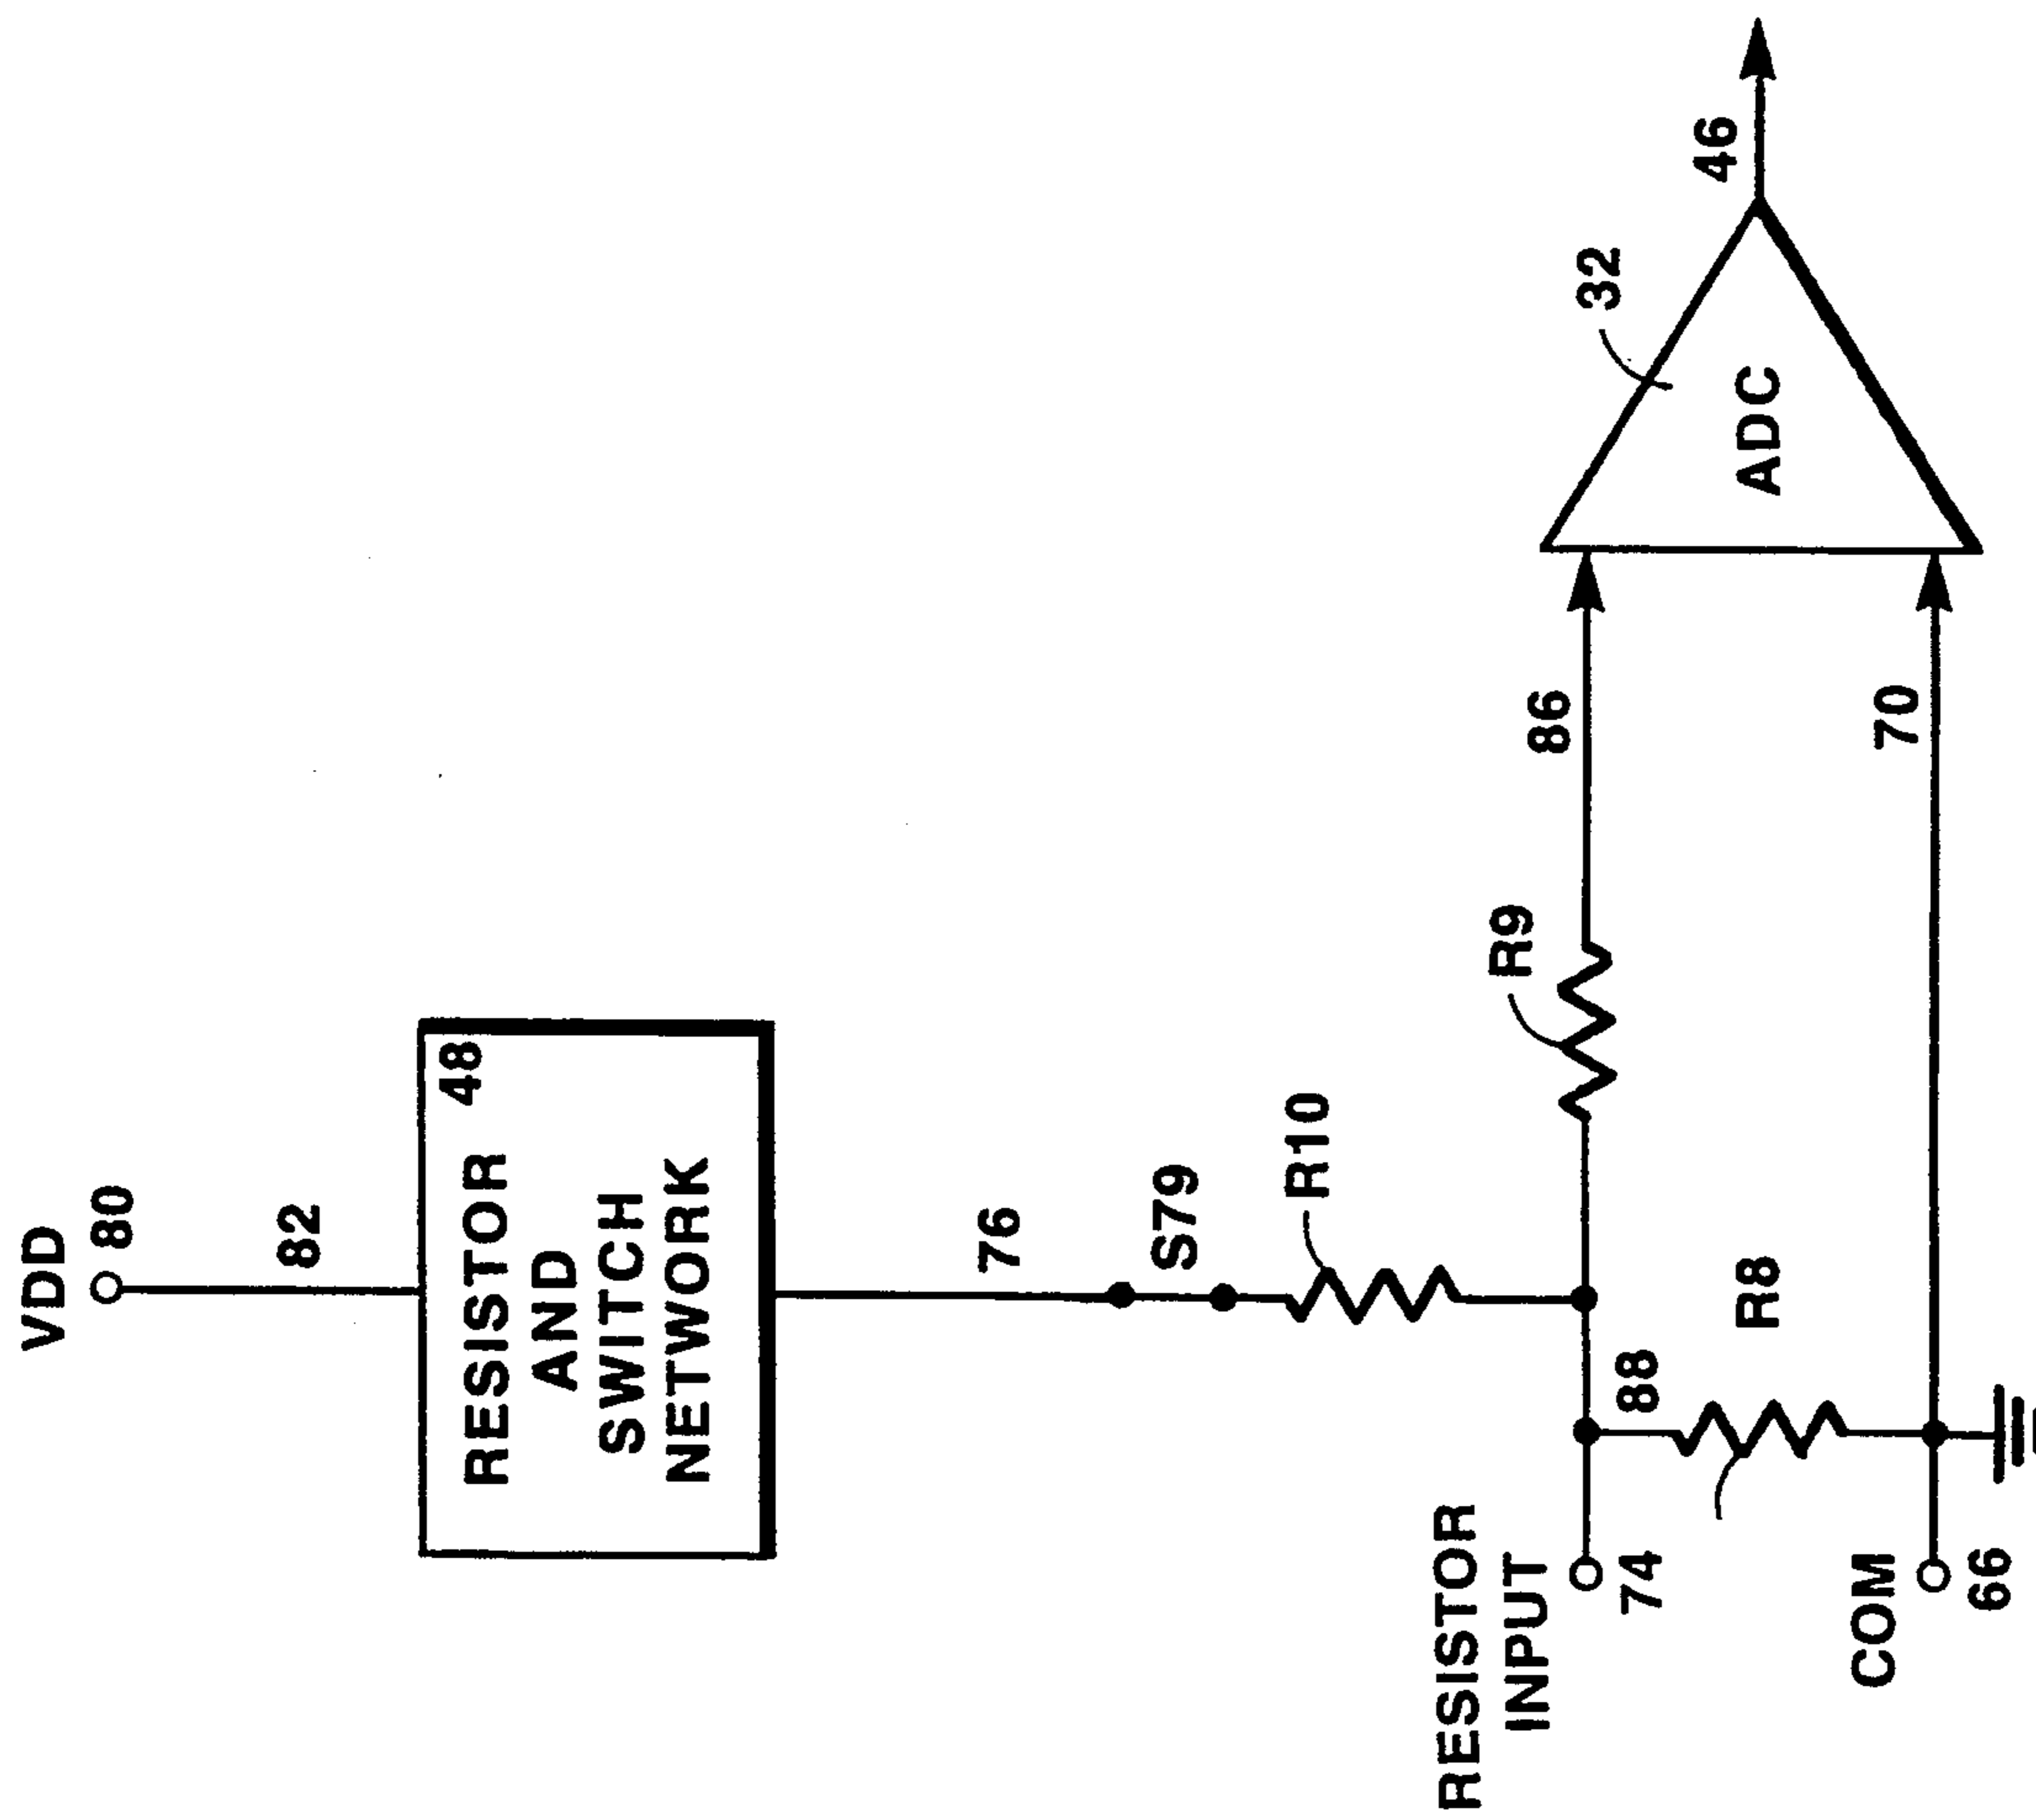 VDD
80
82
48
RESISTOR
AND
SWITCH
NETWORK
76
S79
R10
R9
86
32
46
ADC
70
RESISTOR
INPUT
74
88
R8
COM
66